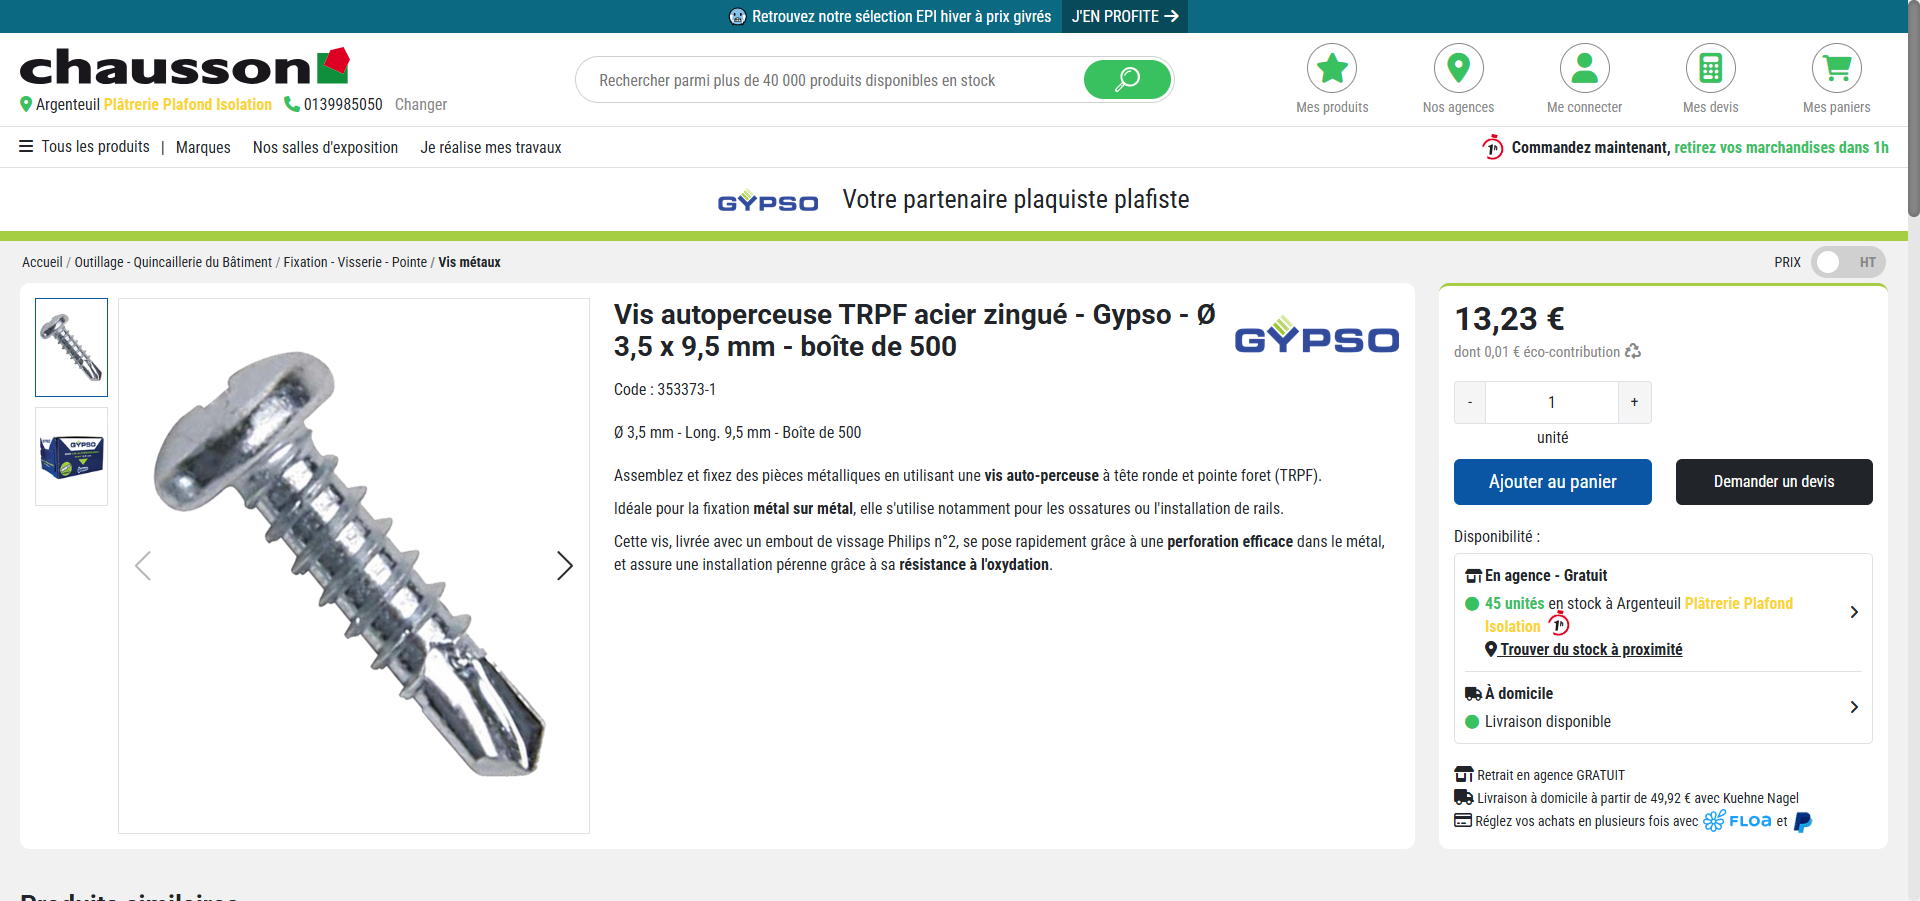 Retrouvez notre sélection EPI hiver à prix givrés J'EN PROFITE
chausson
Argenteuil Plâtrerie Plafond Isolation 0139985050 Changer
Rechercher parmi plus de 40 000 produits disponibles en stock
Mes produits
Nos agences
Me connecter
Mes devis
Mes paniers
Tous les produits | Marques Nos salles d'exposition Je réalise mes travaux
1h Commandez maintenant, retirez vos marchandises dans 1h
GYPSO Votre partenaire plaquiste plafiste
Accueil / Outillage - Quincaillerie du Bâtiment / Fixation - Visserie - Pointe / Vis métaux
PRIX HT
GYPSO
Vis autoperceuse TRPF acier zingué - Gypso - Ø
3,5 x 9,5 mm - boîte de 500
GYPSO
Code : 353373-1
Ø 3,5 mm - Long. 9,5 mm - Boîte de 500
Assemblez et fixez des pièces métalliques en utilisant une vis auto-perceuse à tête ronde et pointe foret (TRPF).
Idéale pour la fixation métal sur métal, elle s'utilise notamment pour les ossatures ou l'installation de rails.
Cette vis, livrée avec un embout de vissage Philips n°2, se pose rapidement grâce à une perforation efficace dans le métal,
et assure une installation pérenne grâce à sa résistance à l'oxydation.
13,23 €
dont 0,01 € éco-contribution
- 1 +
unité
Ajouter au panier
Demander un devis
Disponibilité :
En agence - Gratuit
45 unités en stock à Argenteuil Plâtrerie Plafond
Isolation 1h
Trouver du stock à proximité
À domicile
Livraison disponible
Retrait en agence GRATUIT
Livraison à domicile à partir de 49,92 € avec Kuehne Nagel
Réglez vos achats en plusieurs fois avec FLOA et
Produits similaires